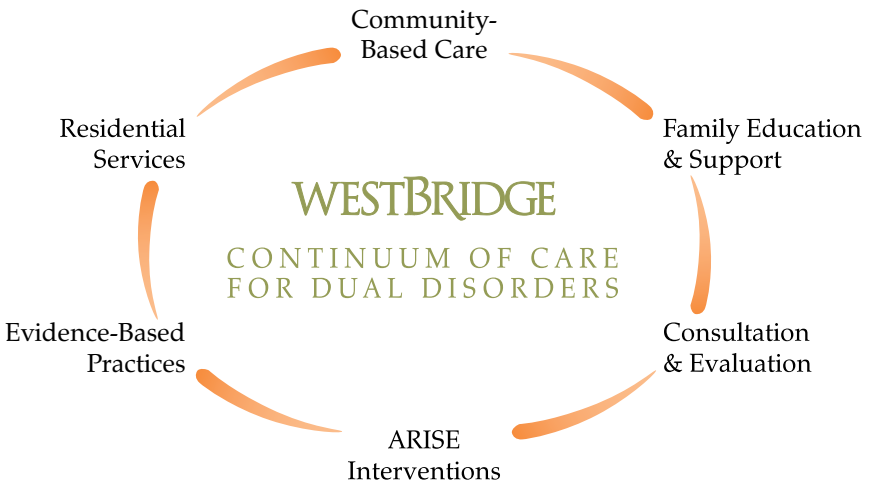 Community-
Based Care
Family Education
& Support
Consultation
& Evaluation
ARISE
Interventions
Evidence-Based
Practices
Residential
Services
WESTBRIDGE
CONTINUUM OF CARE
FOR DUAL DISORDERS